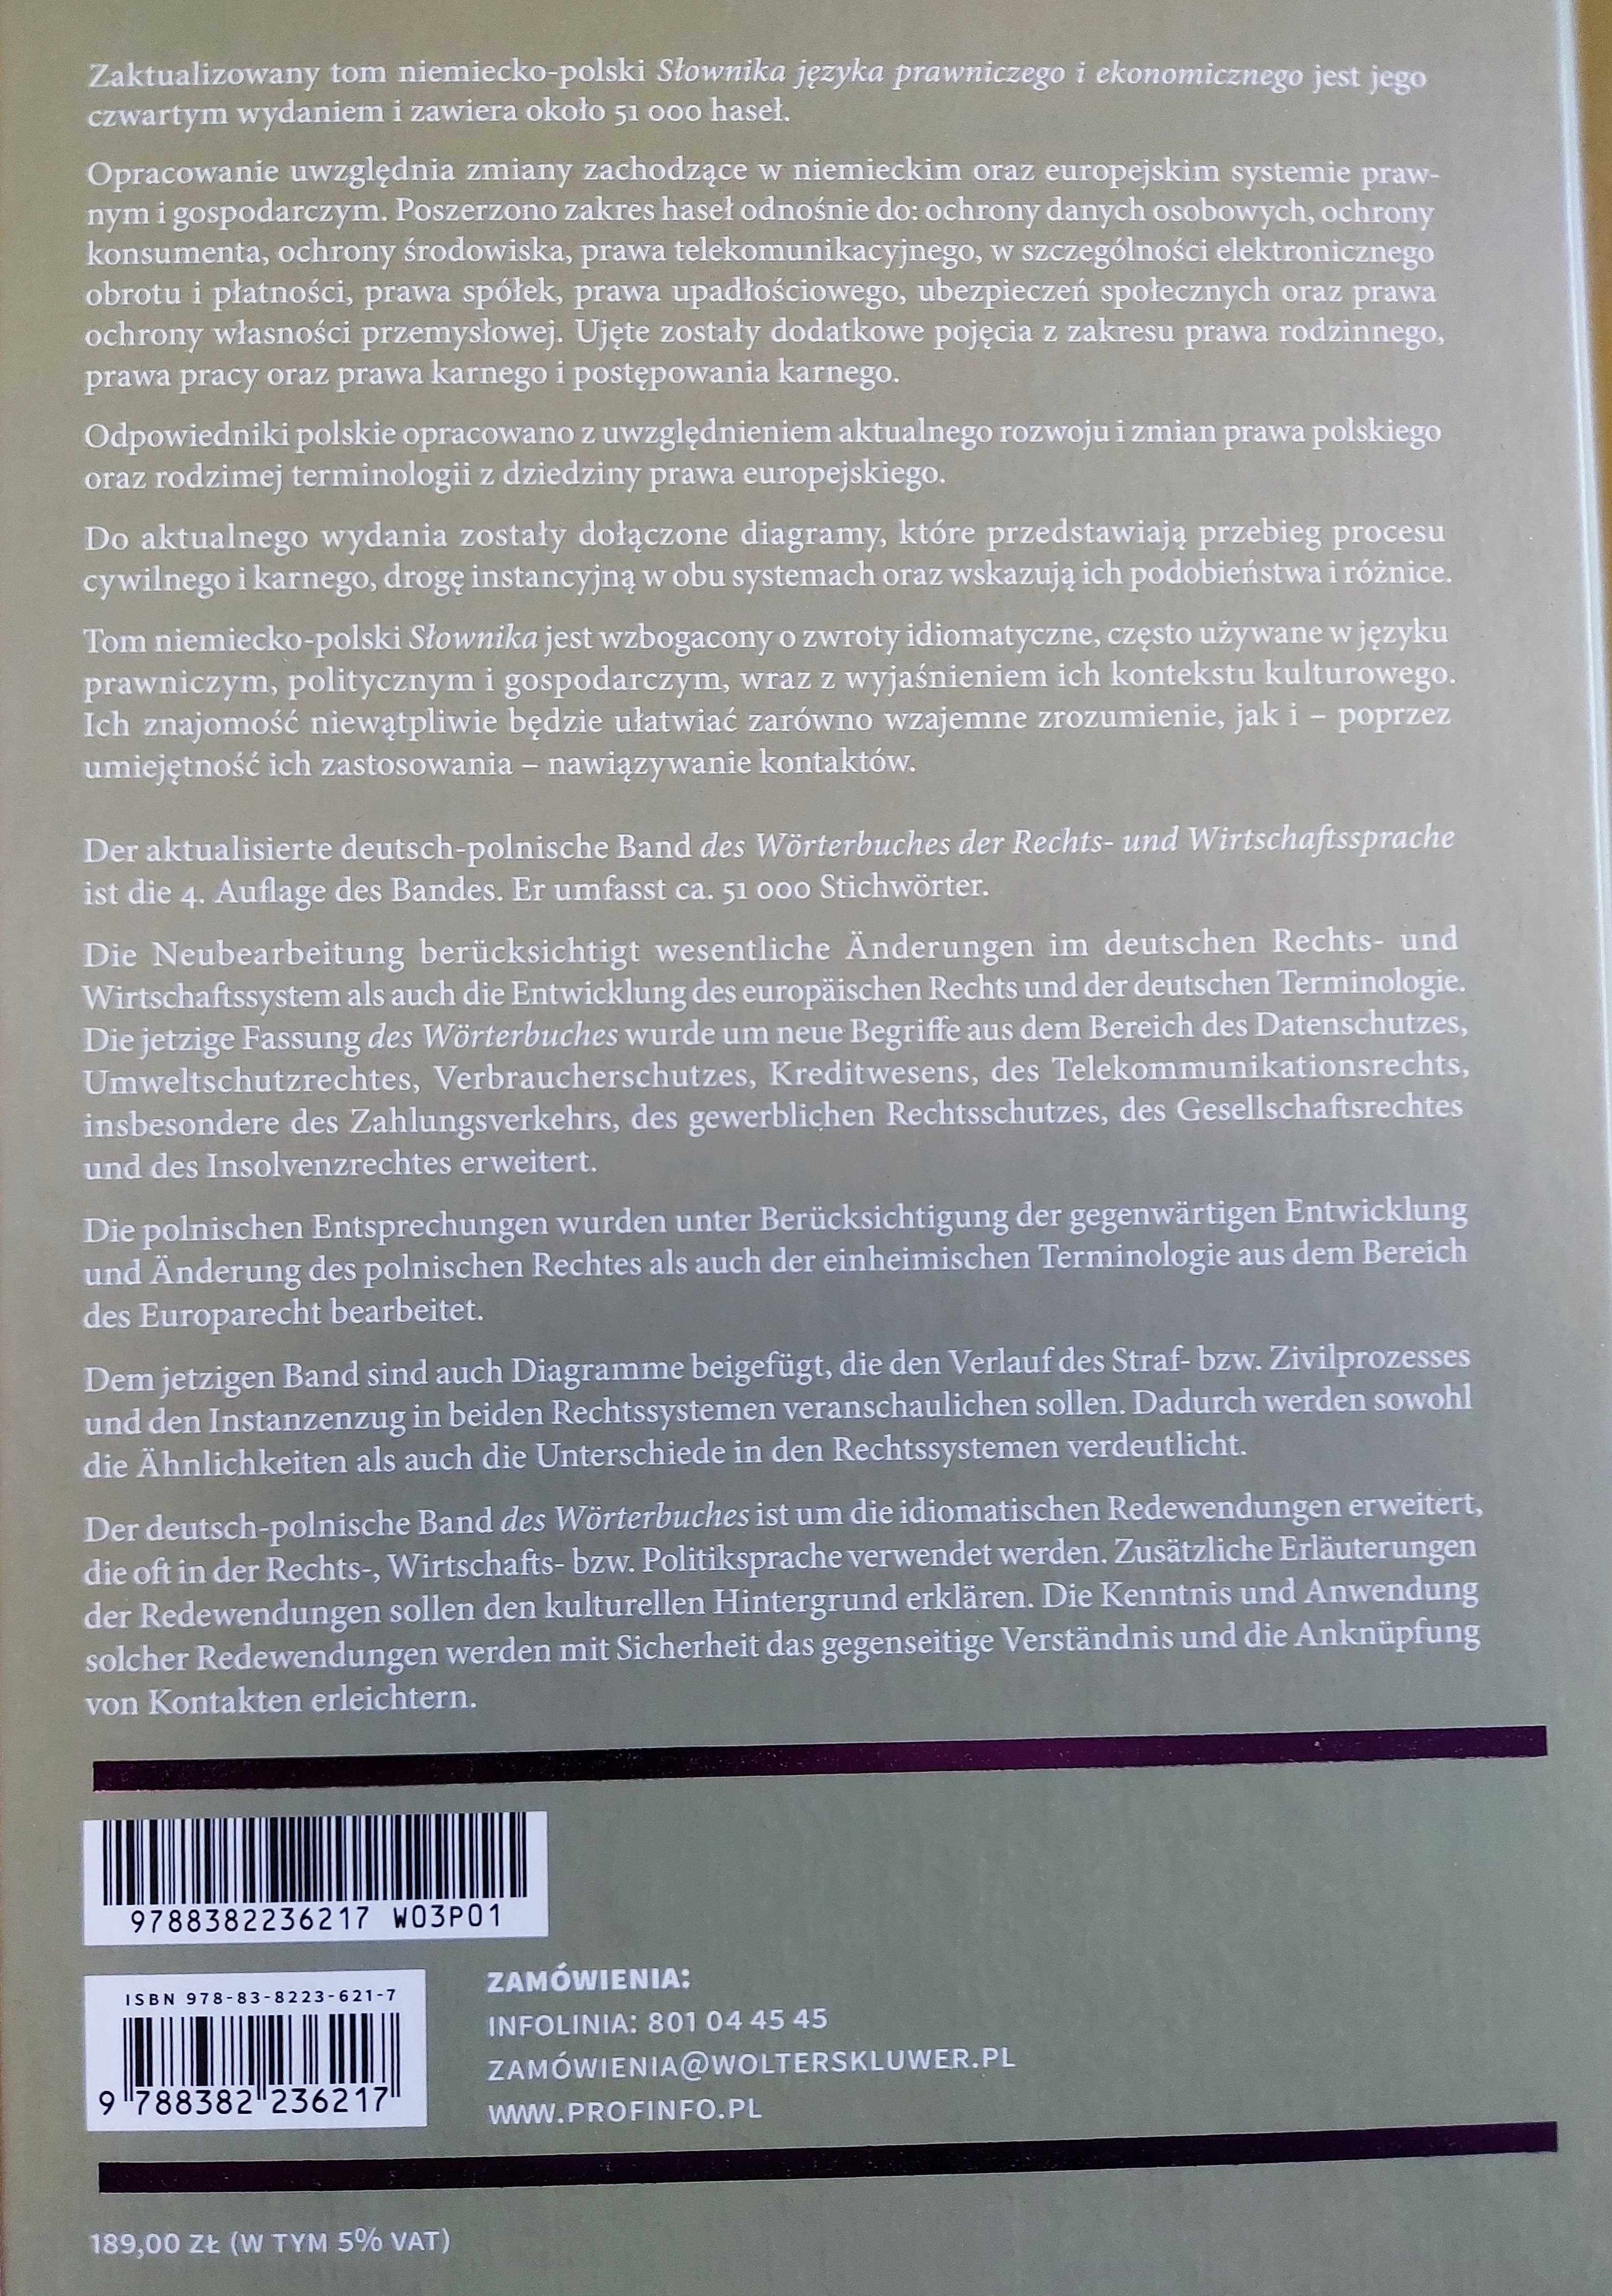 Zaktualizowany tom niemiecko-polski Słownika języka prawniczego i ekonomicznego jest jego
czwartym wydaniem i zawiera około 51 000 haseł.
Opracowanie uwzględnia zmiany zachodzące w niemieckim oraz europejskim systemie praw-
nym i gospodarczym. Poszerzono zakres haseł odnośnie do: ochrony danych osobowych, ochrony
konsumenta, ochrony środowiska, prawa telekomunikacyjnego, w szczególności elektronicznego
obrotu i płatności, prawa spółek, prawa upadłościowego, ubezpieczeń społecznych oraz prawa
ochrony własności przemysłowej. Ujęte zostały dodatkowe pojęcia z zakresu prawa rodzinnego,
prawa pracy oraz prawa karnego i postępowania karnego.
Odpowiedniki polskie opracowano z uwzględnieniem aktualnego rozwoju i zmian prawa polskiego
oraz rodzimej terminologii z dziedziny prawa europejskiego.
Do aktualnego wydania zostały dołączone diagramy, które przedstawiają przebieg procesu
cywilnego i karnego, drogę instancyjną w obu systemach oraz wskazują ich podobieństwa i różnice.
Tom niemiecko-polski Słownika jest wzbogacony o zwroty idiomatyczne, często używane w języku
prawniczym, politycznym i gospodarczym, wraz z wyjaśnieniem ich kontekstu kulturowego.
Ich znajomość niewątpliwie będzie ułatwiać zarówno wzajemne zrozumienie, jak i – poprzez
umiejętność ich zastosowania – nawiązywanie kontaktów.
Der aktualisierte deutsch-polnische Band des Wörterbuches der Rechts- und Wirtschaftssprache
ist die 4. Auflage des Bandes. Er umfasst ca. 51 000 Stichwörter.
Die Neubearbeitung berücksichtigt wesentliche Änderungen im deutschen Rechts- und
Wirtschaftssystem als auch die Entwicklung des europäischen Rechts und der deutschen Terminologie.
Die jetzige Fassung des Wörterbuches wurde um neue Begriffe aus dem Bereich des Datenschutzes,
Umweltschutzrechtes, Verbraucherschutzes, Kreditwesens, des Telekommunikationsrechts,
insbesondere des Zahlungsverkehrs, des gewerblichen Rechtsschutzes, des Gesellschaftsrechtes
und des Insolvenzrechtes erweitert.
Die polnischen Entsprechungen wurden unter Berücksichtigung der gegenwärtigen Entwicklung
und Änderung des polnischen Rechtes als auch der einheimischen Terminologie aus dem Bereich
des Europarecht bearbeitet.
Dem jetzigen Band sind auch Diagramme beigefügt, die den Verlauf des Straf- bzw. Zivilprozesses
und den Instanzenzug in beiden Rechtssystemen veranschaulichen sollen. Dadurch werden sowohl
die Ähnlichkeiten als auch die Unterschiede in den Rechtssystemen verdeutlicht.
Der deutsch-polnische Band des Wörterbuches ist um die idiomatischen Redewendungen erweitert,
die oft in der Rechts-, Wirtschafts- bzw. Politiksprache verwendet werden. Zusätzliche Erläuterungen
der Redewendungen sollen den kulturellen Hintergrund erklären. Die Kenntnis und Anwendung
solcher Redewendungen werden mit Sicherheit das gegenseitige Verständnis und die Anknüpfung
von Kontakten erleichtern.
9788382236217 W03P01
ISBN 978-83-8223-621-7
9 788382 236217
ZAMÓWIENIA:
INFOLINIA: 801 04 45 45
ZAMÓWIENIA@WOLTERSKLUWER.PL
WWW.PROFINFO.PL
189,00 ZŁ (W TYM 5% VAT)